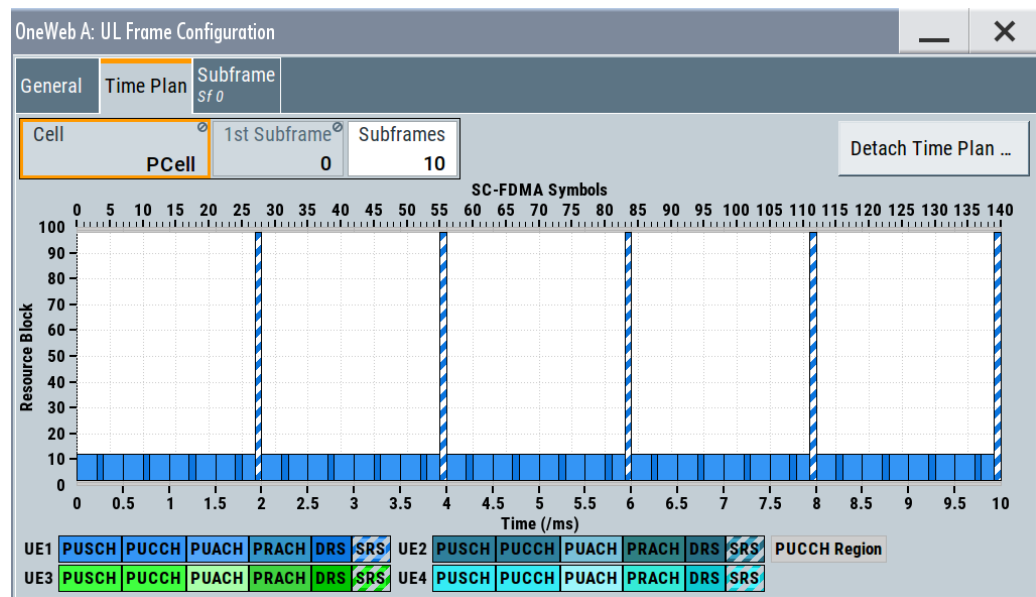 OneWeb A: UL Frame Configuration
General Time Plan Subframe
Sf 0
Cell 1st Subframe Subframes
PCell 0 10
Detach Time Plan ...
SC-FDMA Symbols
0 5 10 15 20 25 30 35 40 45 50 55 60 65 70 75 80 85 90 95 100 105 110 115 120 125 130 135 140
Resource Block
100
90
80
70
60
50
40
30
20
10
0
0 0.5 1 1.5 2 2.5 3 3.5 4 4.5 5 5.5 6 6.5 7 7.5 8 8.5 9 9.5 10
Time (/ms)
UE1 PUSCH PUCCH PUACH PRACH DRS SRS UE2 PUSCH PUCCH PUACH PRACH DRS SRS PUCCH Region
UE3 PUSCH PUCCH PUACH PRACH DRS SRS UE4 PUSCH PUCCH PUACH PRACH DRS SRS